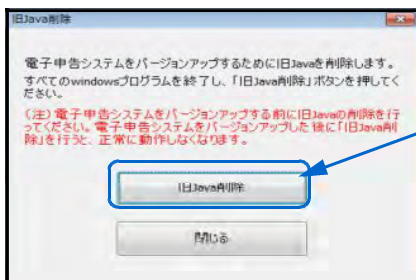 旧Java削除
電子申告システムをバージョンアップするために旧Javaを削除します。
すべてのwindowsプログラムを終了し、「旧Java削除」ボタンを押してく
ださい。
(注)電子申告システムをバージョンアップする前に旧Javaの削除を行
ってください。電子申告システムをバージョンアップした後に「旧Java削
除」を行うと、正常に動作しなくなります。
旧Java削除
閉じる